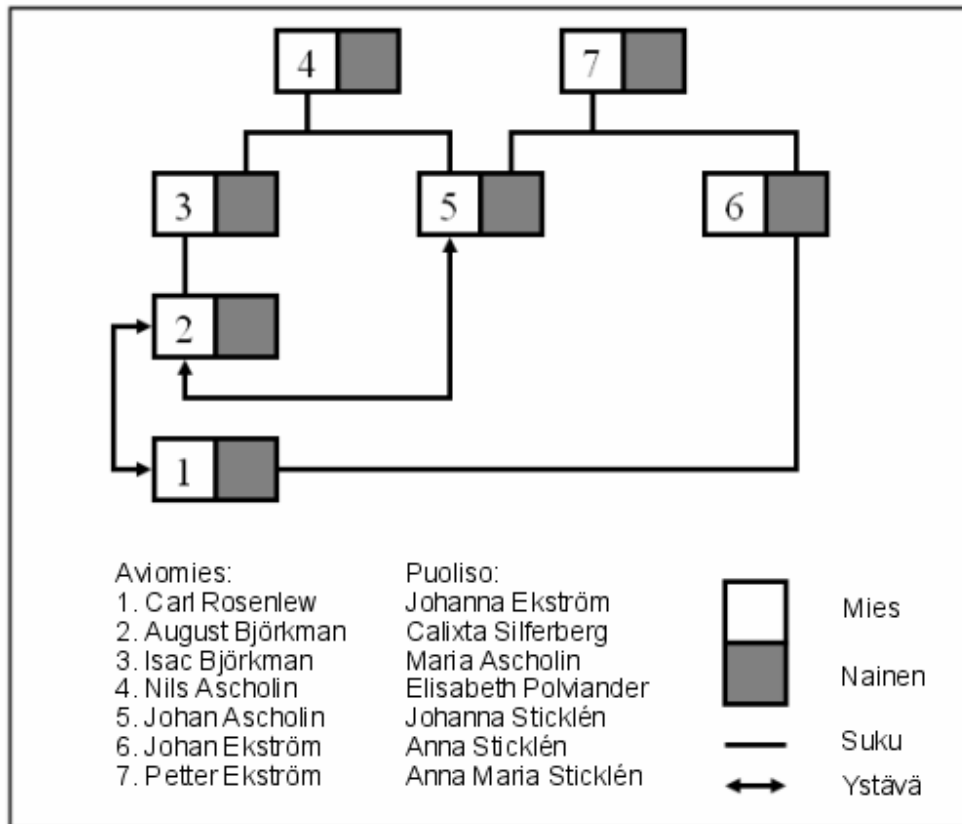 4
7
3
5
6
2
1
Aviomies:
Puoliso:
1. Carl Rosenlew
Johanna Ekström
2. August Björkman
Calixta Silferberg
3. Isac Björkman
Maria Ascholin
4. Nils Ascholin
Elisabeth Polviander
5. Johan Ascholin
Johanna Sticklén
6. Johan Ekström
Anna Sticklén
7. Petter Ekström
Anna Maria Sticklén
Mies
Nainen
Suku
Ystävä